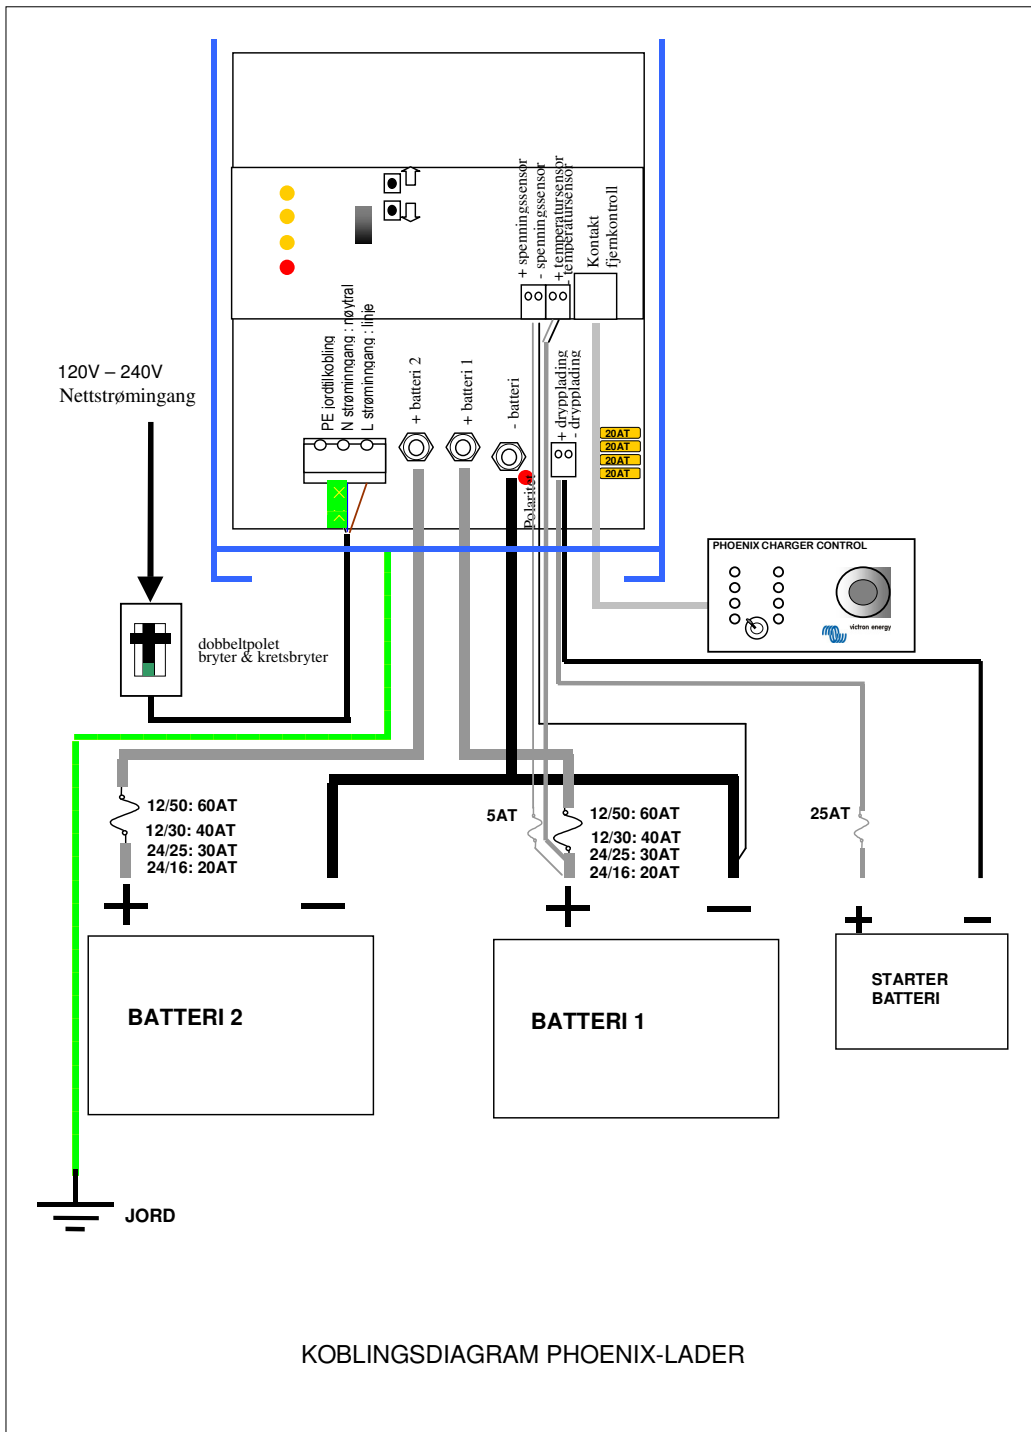 + spenningssensor
- spenningssensor
+ temperatursensor
- temperatursensor
Kontakt
fjernkontroll
PE jordtilkobling
N strøminngang : nøytral
L strøminngang : linje
+ batteri 2
+ batteri 1
- batteri
Polaritet
+ drypplading
- drypplading
20AT
20AT
20AT
20AT
120V – 240V
Nettstrømingang
dobbeltpolet
bryter & kretsbryter
PHOENIX CHARGER CONTROL
victron energy
12/50: 60AT
12/30: 40AT
24/25: 30AT
24/16: 20AT
5AT
12/50: 60AT
12/30: 40AT
24/25: 30AT
24/16: 20AT
25AT
BATTERI 2
BATTERI 1
STARTER
BATTERI
JORD
KOBLINGSDIAGRAM PHOENIX-LADER